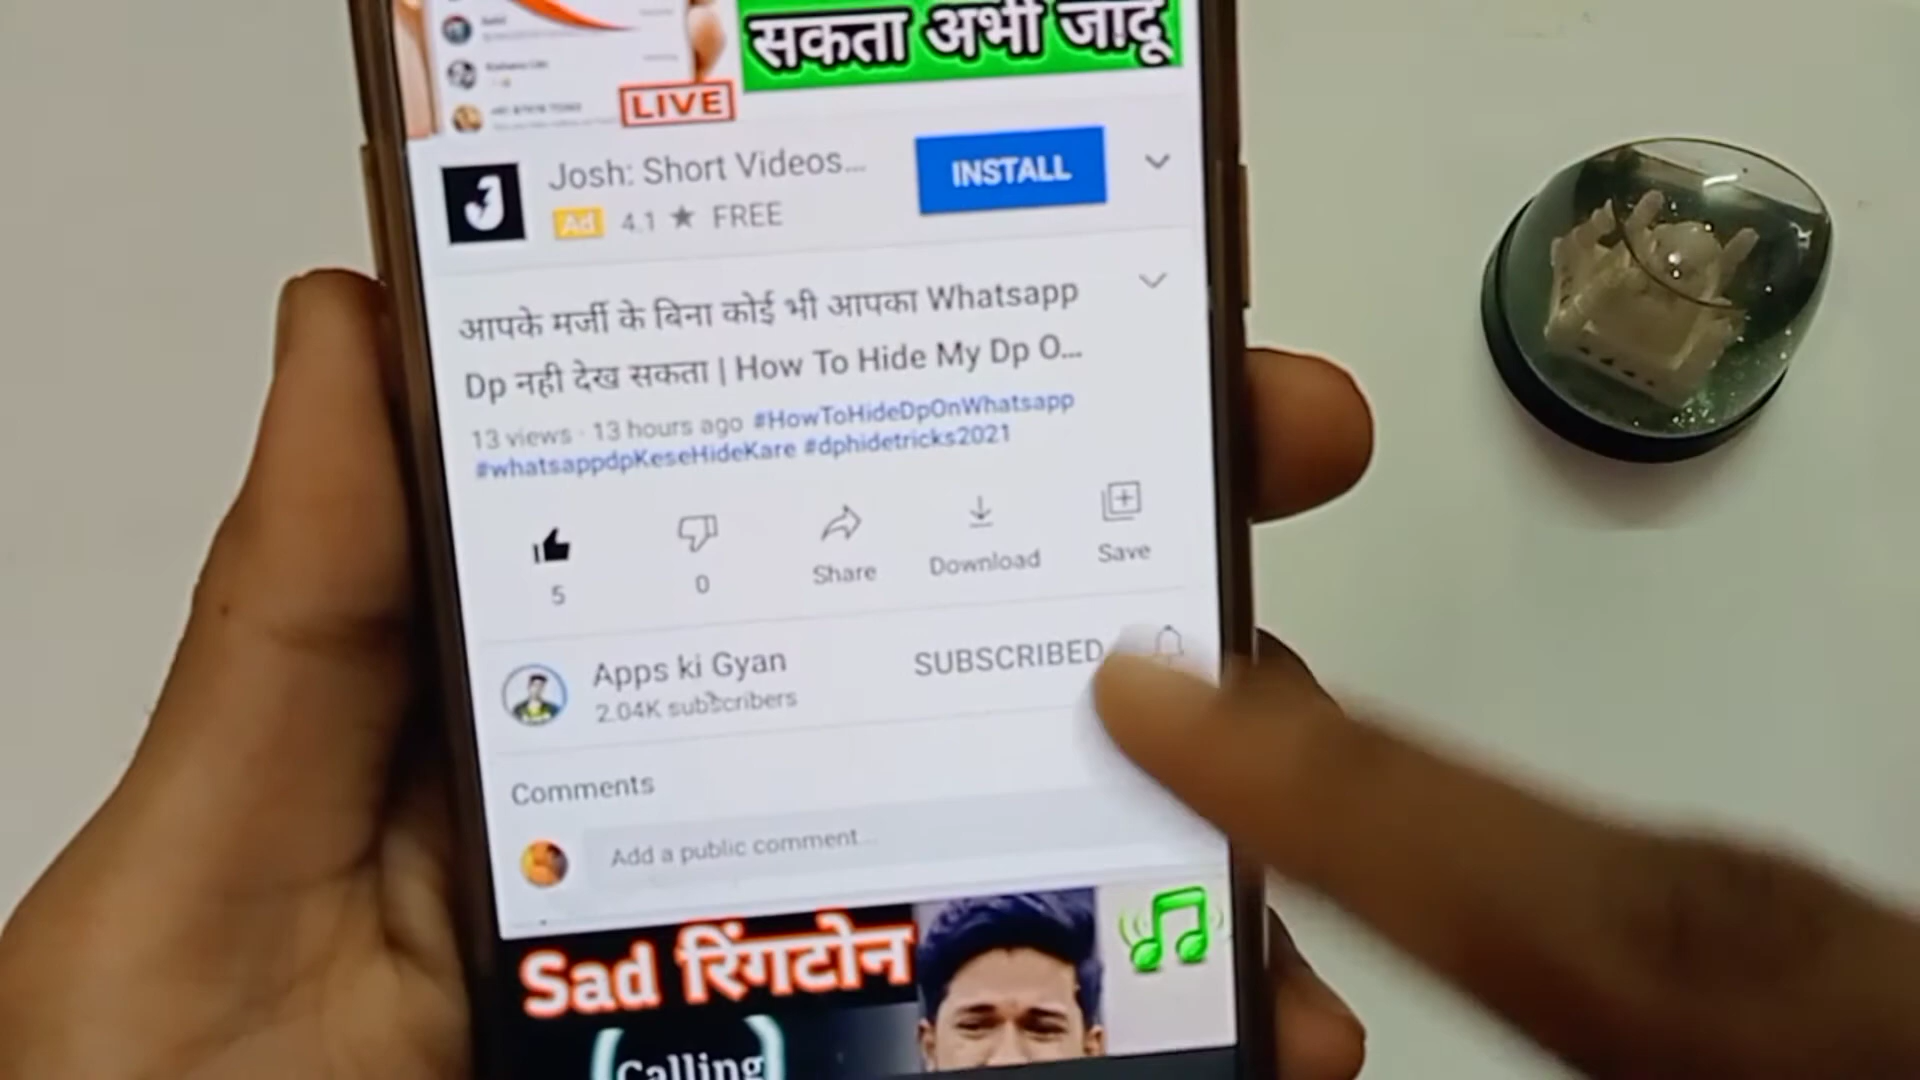 सकता अभी जादू
LIVE
Josh: Short Videos...
INSTALL
Ad 4.1 ★ FREE
आपके मर्जी के बिना कोई भी आपका Whatsapp
Dp नही देख सकता | How To Hide My Dp O...
13 views · 13 hours ago #HowToHideDpOnWhatsapp
#whatsappdpKeseHideKare #dphidetricks2021
5
0
Share
Download
Save
Apps ki Gyan
SUBSCRIBED
2.04K subscribers
Comments
Add a public comment...
Sad रिंगटोन
Calling